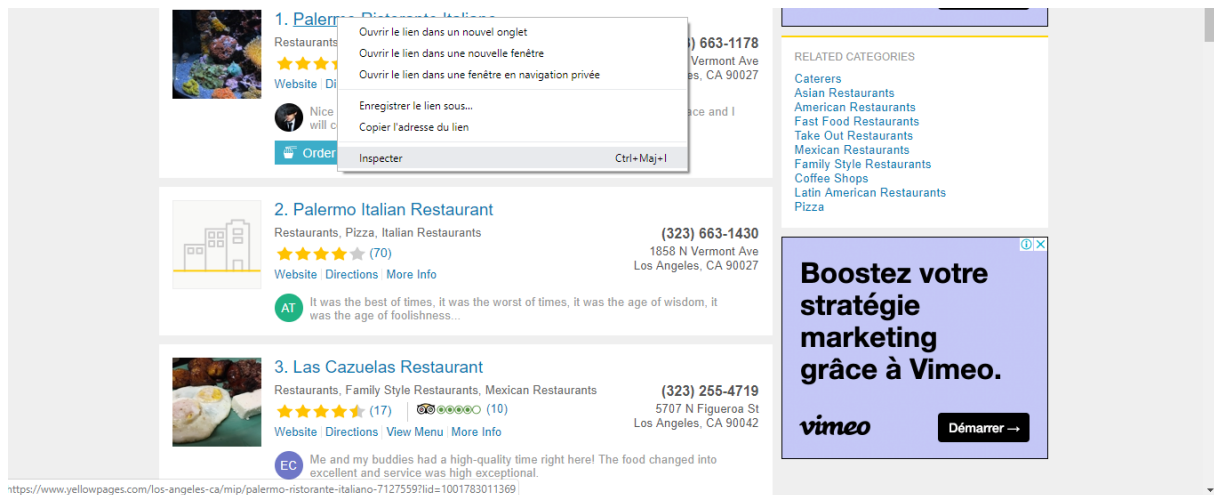 1. Palermo Ristorante Italiano
Restaurants
663-1178
Vermont Ave
CA 90027
Website
Nice
ace and I
will
Order
Ouvrir le lien dans un nouvel onglet
Ouvrir le lien dans une nouvelle fenêtre
Ouvrir le lien dans une fenêtre en navigation privée
Enregistrer le lien sous...
Copier l'adresse du lien
Inspecter Ctrl+Maj+I
2. Palermo Italian Restaurant
Restaurants, Pizza, Italian Restaurants
(70)
Website Directions More Info
(323) 663-1430
1858 N Vermont Ave
Los Angeles, CA 90027
AT
It was the best of times, it was the worst of times, it was the age of wisdom, it
was the age of foolishness...
3. Las Cazuelas Restaurant
Restaurants, Family Style Restaurants, Mexican Restaurants
(17) (10)
Website Directions View Menu More Info
(323) 255-4719
5707 N Figueroa St
Los Angeles, CA 90042
EC
Me and my buddies had a high-quality time right here! The food changed into
excellent and service was high exceptional.
https://www.yellowpages.com/los-angeles-ca/mip/palermo-ristorante-italiano-7127559?lid=1001783011369
RELATED CATEGORIES
Caterers
Asian Restaurants
American Restaurants
Fast Food Restaurants
Take Out Restaurants
Mexican Restaurants
Family Style Restaurants
Coffee Shops
Latin American Restaurants
Pizza
Boostez votre
stratégie
marketing
grâce à Vimeo.
vimeo
Démarrer →